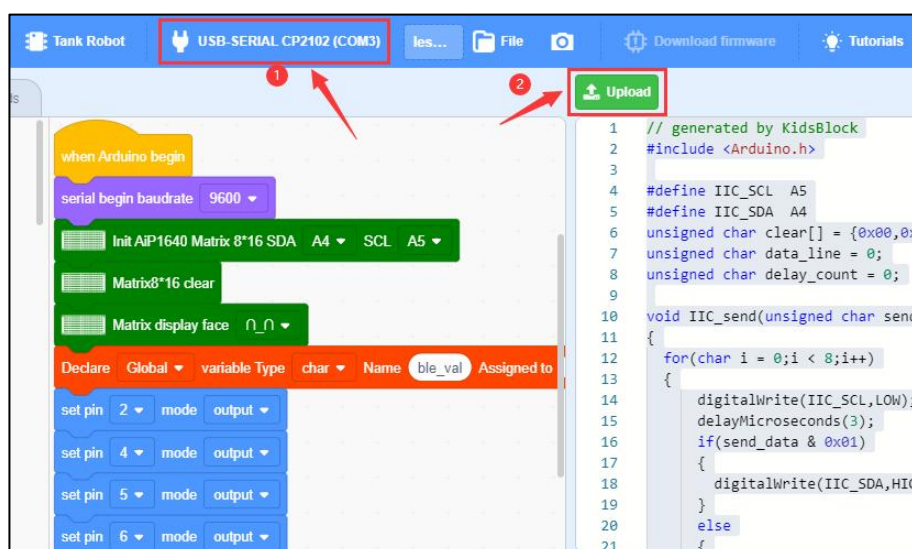 Tank Robot USB-SERIAL CP2102 (COM3) les... File Download firmware Tutorials
1
2
Upload
when Arduino begin
serial begin baudrate 9600
Init AiP1640 Matrix 8*16 SDA A4 SCL A5
Matrix8*16 clear
Matrix display face ∩_∩
Declare Global variable Type char Name ble_val Assigned to
set pin 2 mode output
set pin 4 mode output
set pin 5 mode output
set pin 6 mode output
1 // generated by KidsBlock
2 #include <Arduino.h>
3
4 #define IIC_SCL A5
5 #define IIC_SDA A4
6 unsigned char clear[] = {0x00,0x
7 unsigned char data_line = 0;
8 unsigned char delay_count = 0;
9
10 void IIC_send(unsigned char send
11 {
12 for(char i = 0;i < 8;i++)
13 {
14 digitalWrite(IIC_SCL,LOW);
15 delayMicroseconds(3);
16 if(send_data & 0x01)
17 {
18 digitalWrite(IIC_SDA,HIG
19 }
20 else
21 {